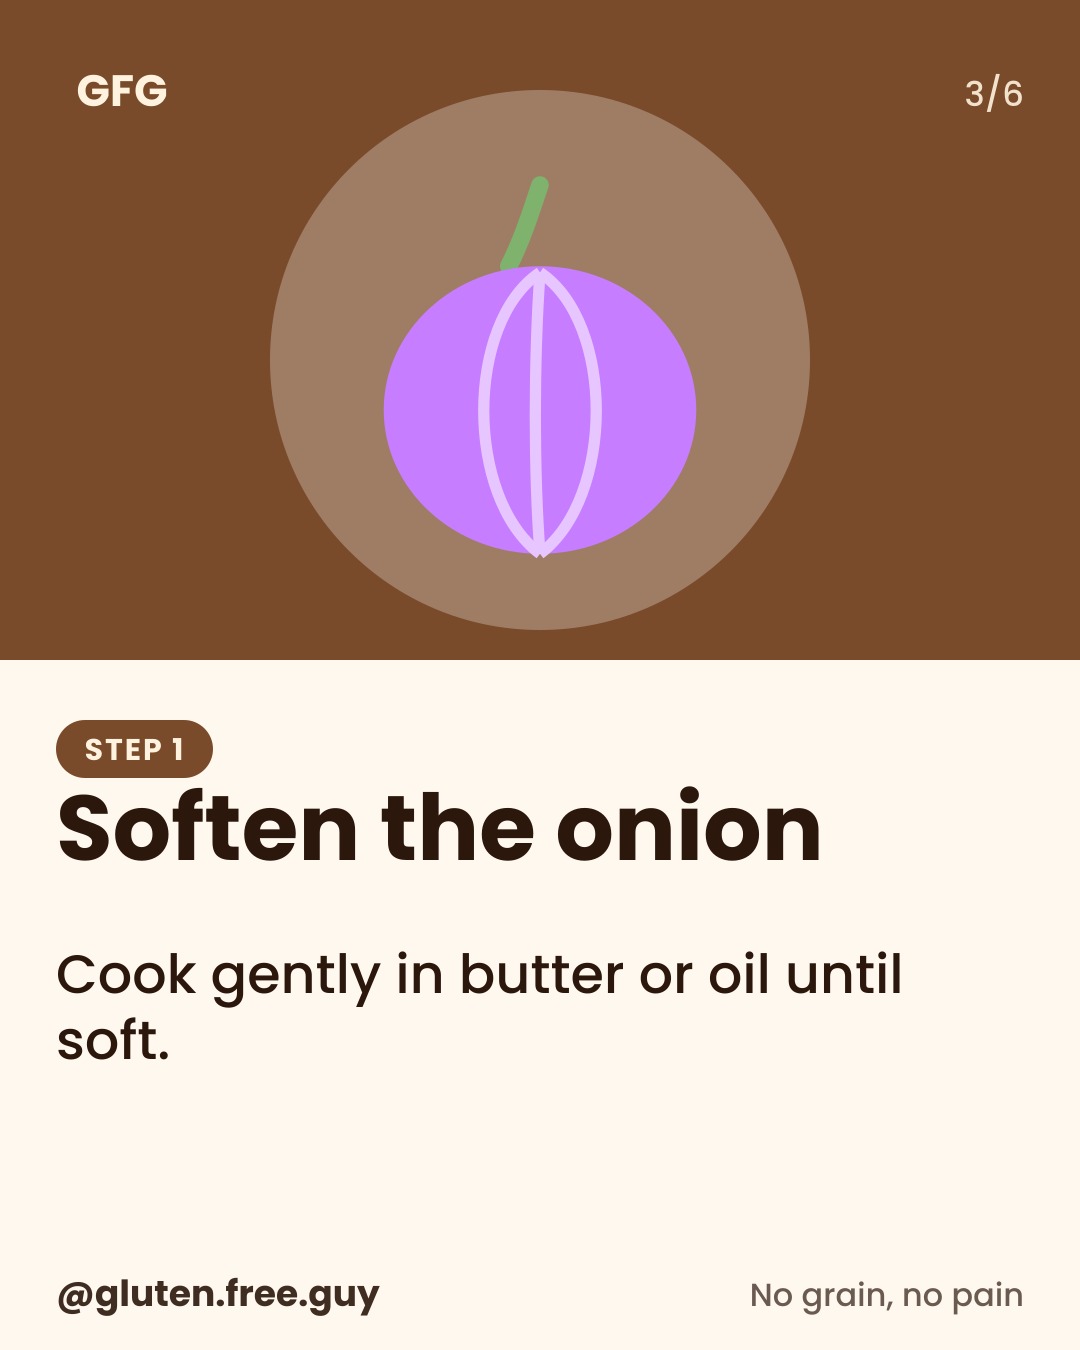 GFG
3/6
STEP 1
Soften the onion
Cook gently in butter or oil until
soft.
@gluten.free.guy
No grain, no pain